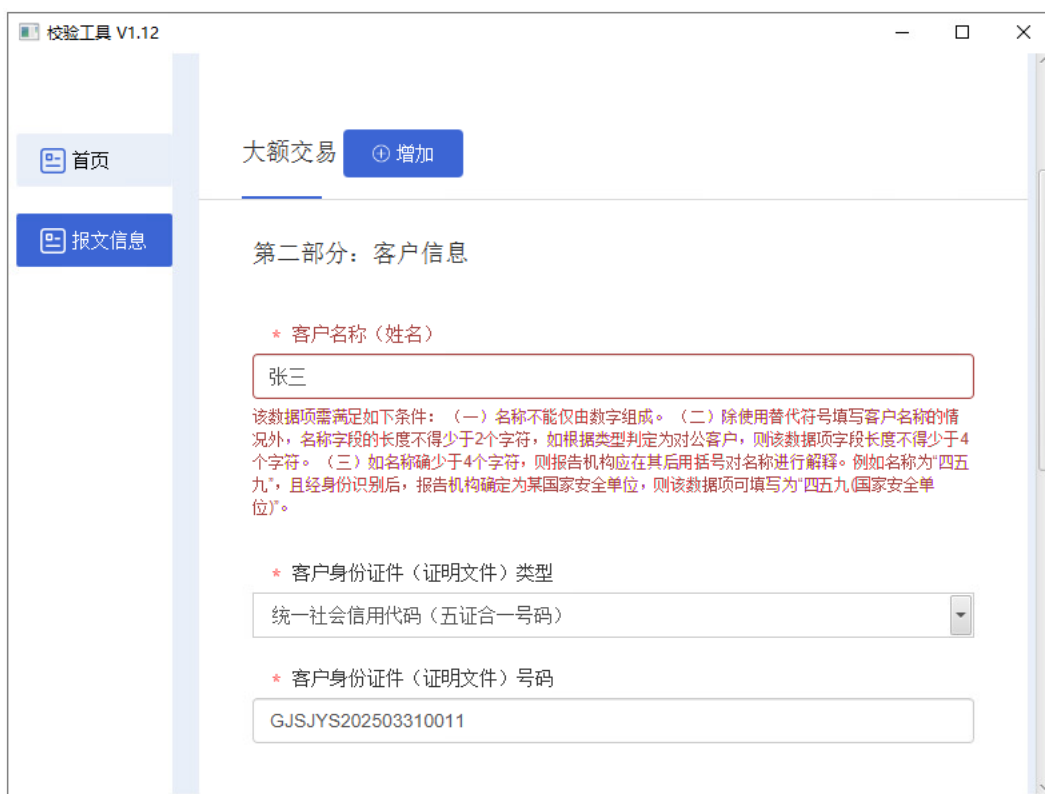 校验工具 V1.12
首页
报文信息
大额交易
增加
第二部分：客户信息
* 客户名称（姓名）
张三
该数据项需满足如下条件： （一）名称不能仅由数字组成。 （二）除使用替代符号填写客户名称的情
况外，名称字段的长度不得少于2个字符，如根据类型判定为对公客户，则该数据项字段长度不得少于4
个字符。 （三）如名称确少于4个字符，则报告机构应在其后用括号对名称进行解释。例如名称为“四五
九”，且经身份识别后，报告机构确定为某国家安全单位，则该数据项可填写为“四五九(国家安全单
位)”。
* 客户身份证件（证明文件）类型
统一社会信用代码（五证合一号码）
* 客户身份证件（证明文件）号码
GJSJYS202503310011